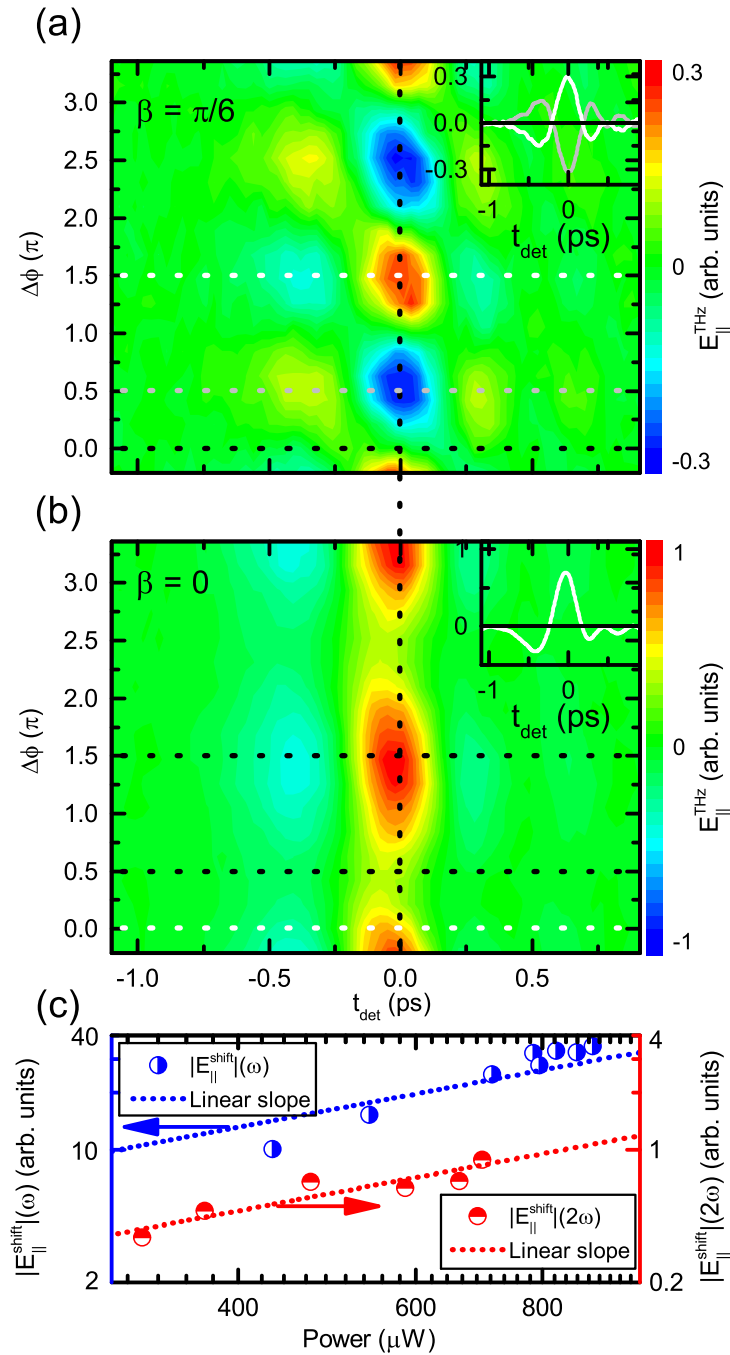 (a)
β = π/6
3.0
2.5
2.0
1.5
1.0
0.5
0.0
Δϕ (π)
0.3
0.0
-0.3
-1
0
t_det (ps)
0.3
0
-0.3
E_||^THz (arb. units)
(b)
β = 0
3.0
2.5
2.0
1.5
1.0
0.5
0.0
Δϕ (π)
1
0
-1
0
t_det (ps)
1
0
-1
E_||^THz (arb. units)
-1.0
-0.5
0.0
0.5
t_det (ps)
(c)
40
10
2
|E_||^shift|(ω) (arb. units)
|E_||^shift|(ω)
Linear slope
|E_||^shift|(2ω)
Linear slope
4
1
0.2
|E_||^shift|(2ω) (arb. units)
400
600
800
Power (μW)